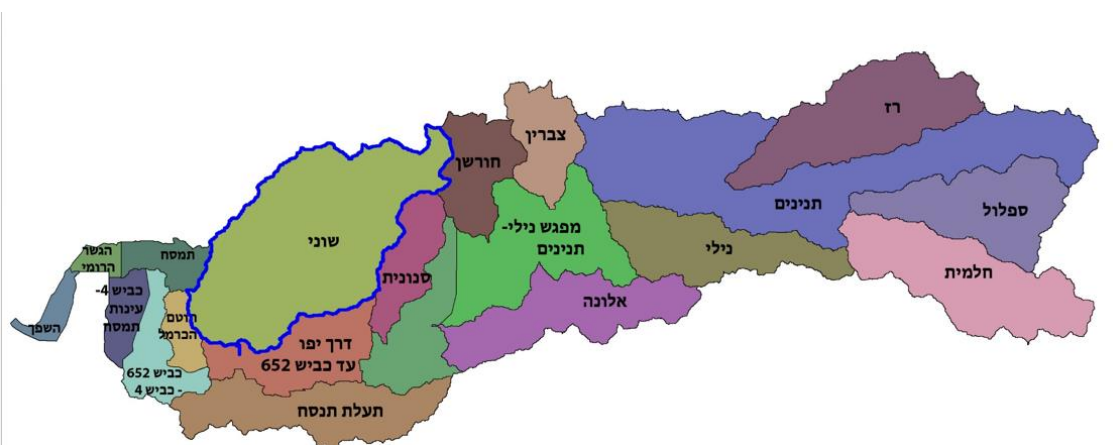 רז
צברין
חורשן
ספלול
תנינים
מפגש נילי-
תנינים
שוני
נילי
הגשר
הרומי
תמסח
סנונית
חלמית
אלונה
כביש 4-
עינות
תמסח
חוטם
הכרמל
השפך
דרך יפו
עד כביש 652
כביש 652
- כביש 4
תעלת תנסח